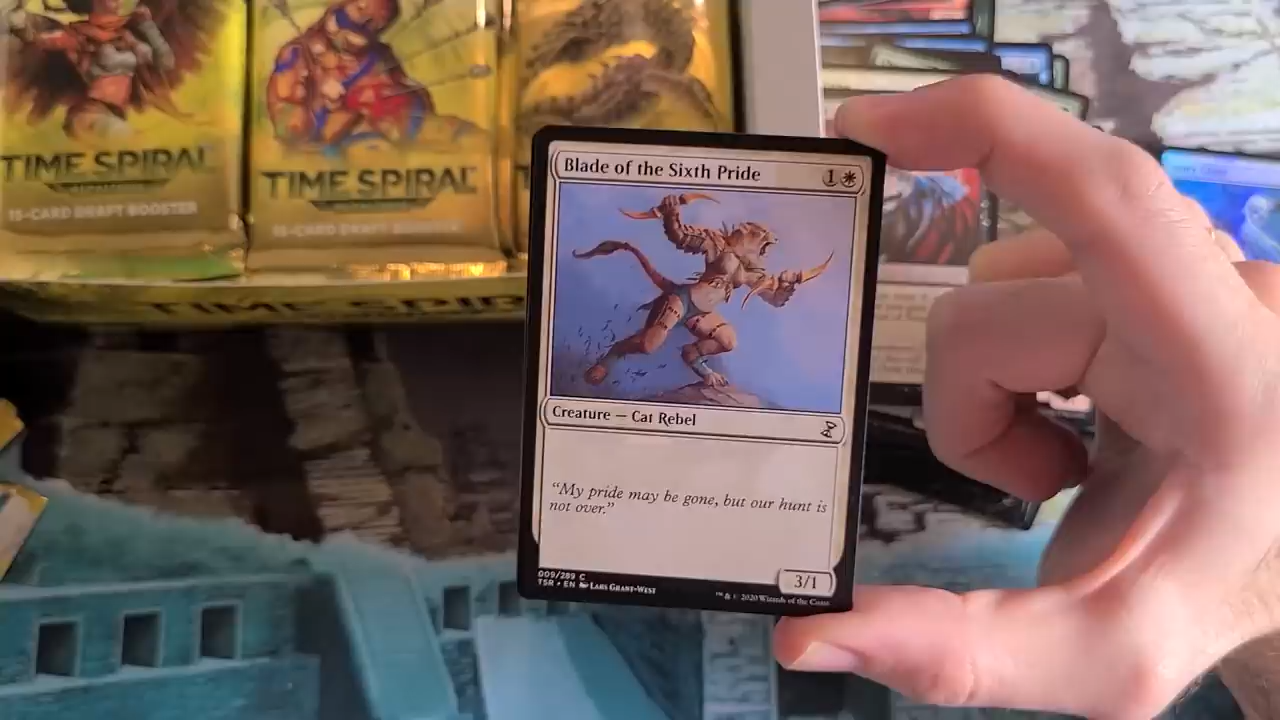 TIME SPIRAL
15-CARD DRAFT BOOSTER
TIME SPIRAL
15-CARD DRAFT BOOSTER
TIME SPIR
Blade of the Sixth Pride
1
Creature — Cat Rebel
“My pride may be gone, but our hunt is
not over.”
3/1
009/289 C
TSR • EN Lars Grant-West
™ & © 2020 Wizards of the Coast